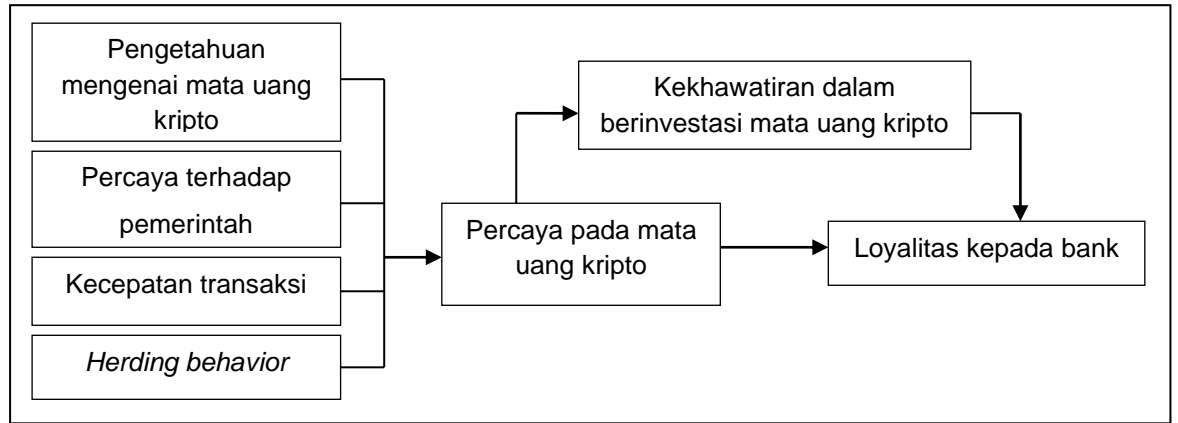 Pengetahuan
mengenai mata uang
kripto
Percaya terhadap
pemerintah
Kecepatan transaksi
Herding behavior
Percaya pada mata
uang kripto
Kekhawatiran dalam
berinvestasi mata uang kripto
Loyalitas kepada bank